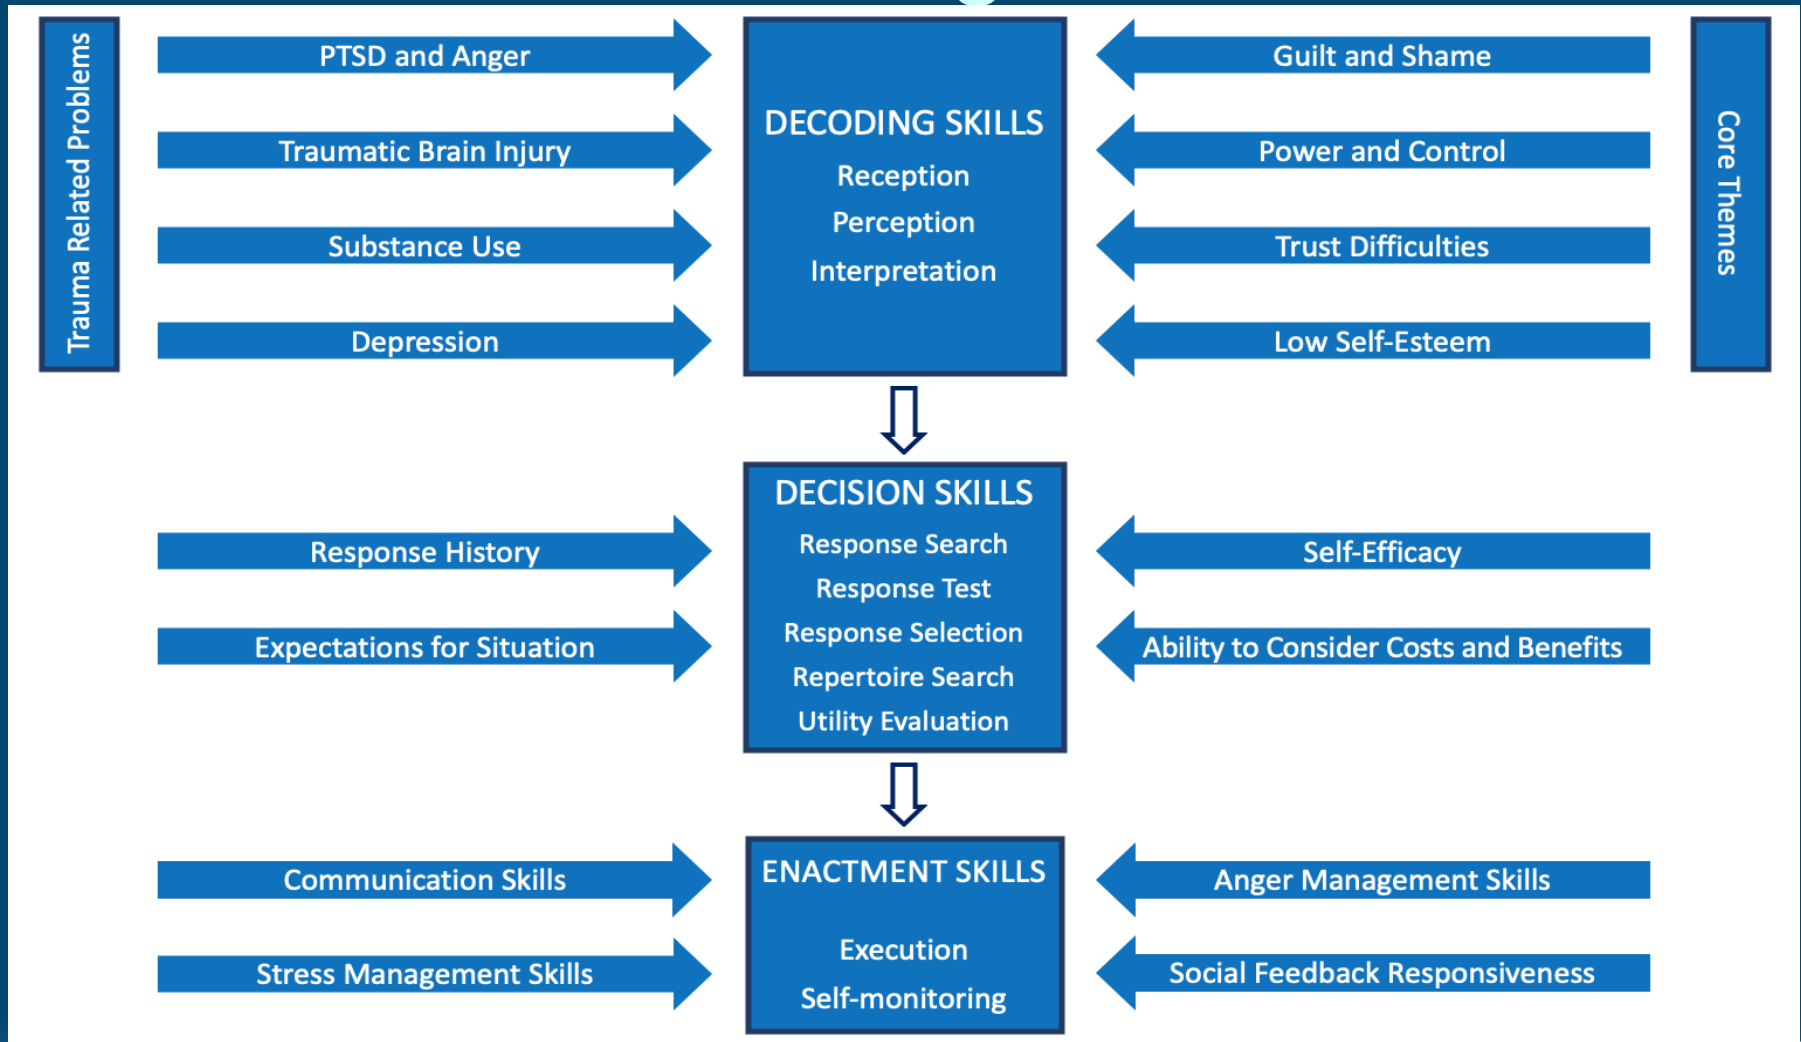 Trauma Related Problems
PTSD and Anger
Traumatic Brain Injury
Substance Use
Depression
DECODING SKILLS
Reception
Perception
Interpretation
Guilt and Shame
Power and Control
Trust Difficulties
Low Self-Esteem
Core Themes
Response History
Expectations for Situation
DECISION SKILLS
Response Search
Response Test
Response Selection
Repertoire Search
Utility Evaluation
Self-Efficacy
Ability to Consider Costs and Benefits
Communication Skills
Stress Management Skills
ENACTMENT SKILLS
Execution
Self-monitoring
Anger Management Skills
Social Feedback Responsiveness